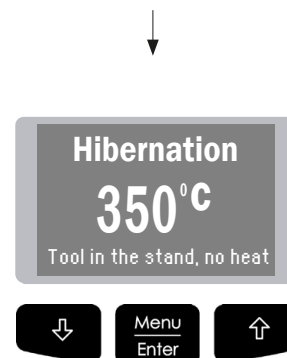 Hibernation
350°C
Tool in the stand, no heat
Menu
Enter